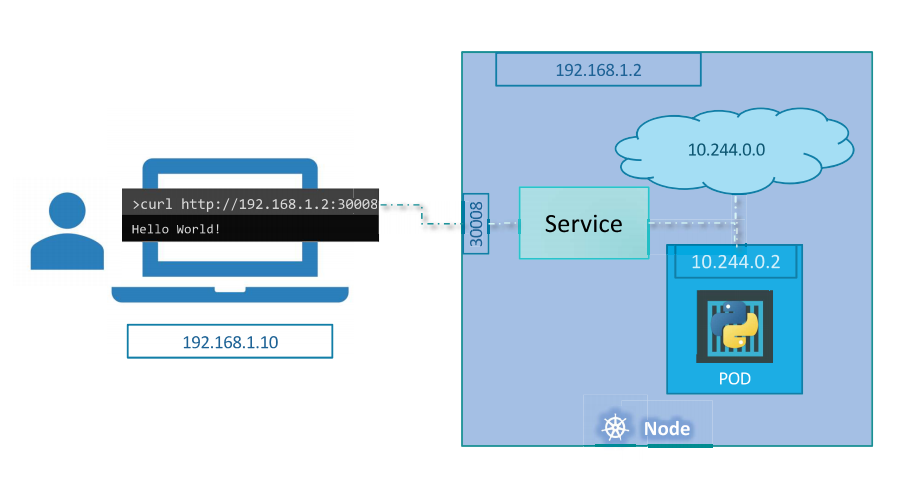 192.168.1.2
10.244.0.0
>curl http://192.168.1.2:30008
Hello World!
30008
Service
10.244.0.2
POD
192.168.1.10
Node